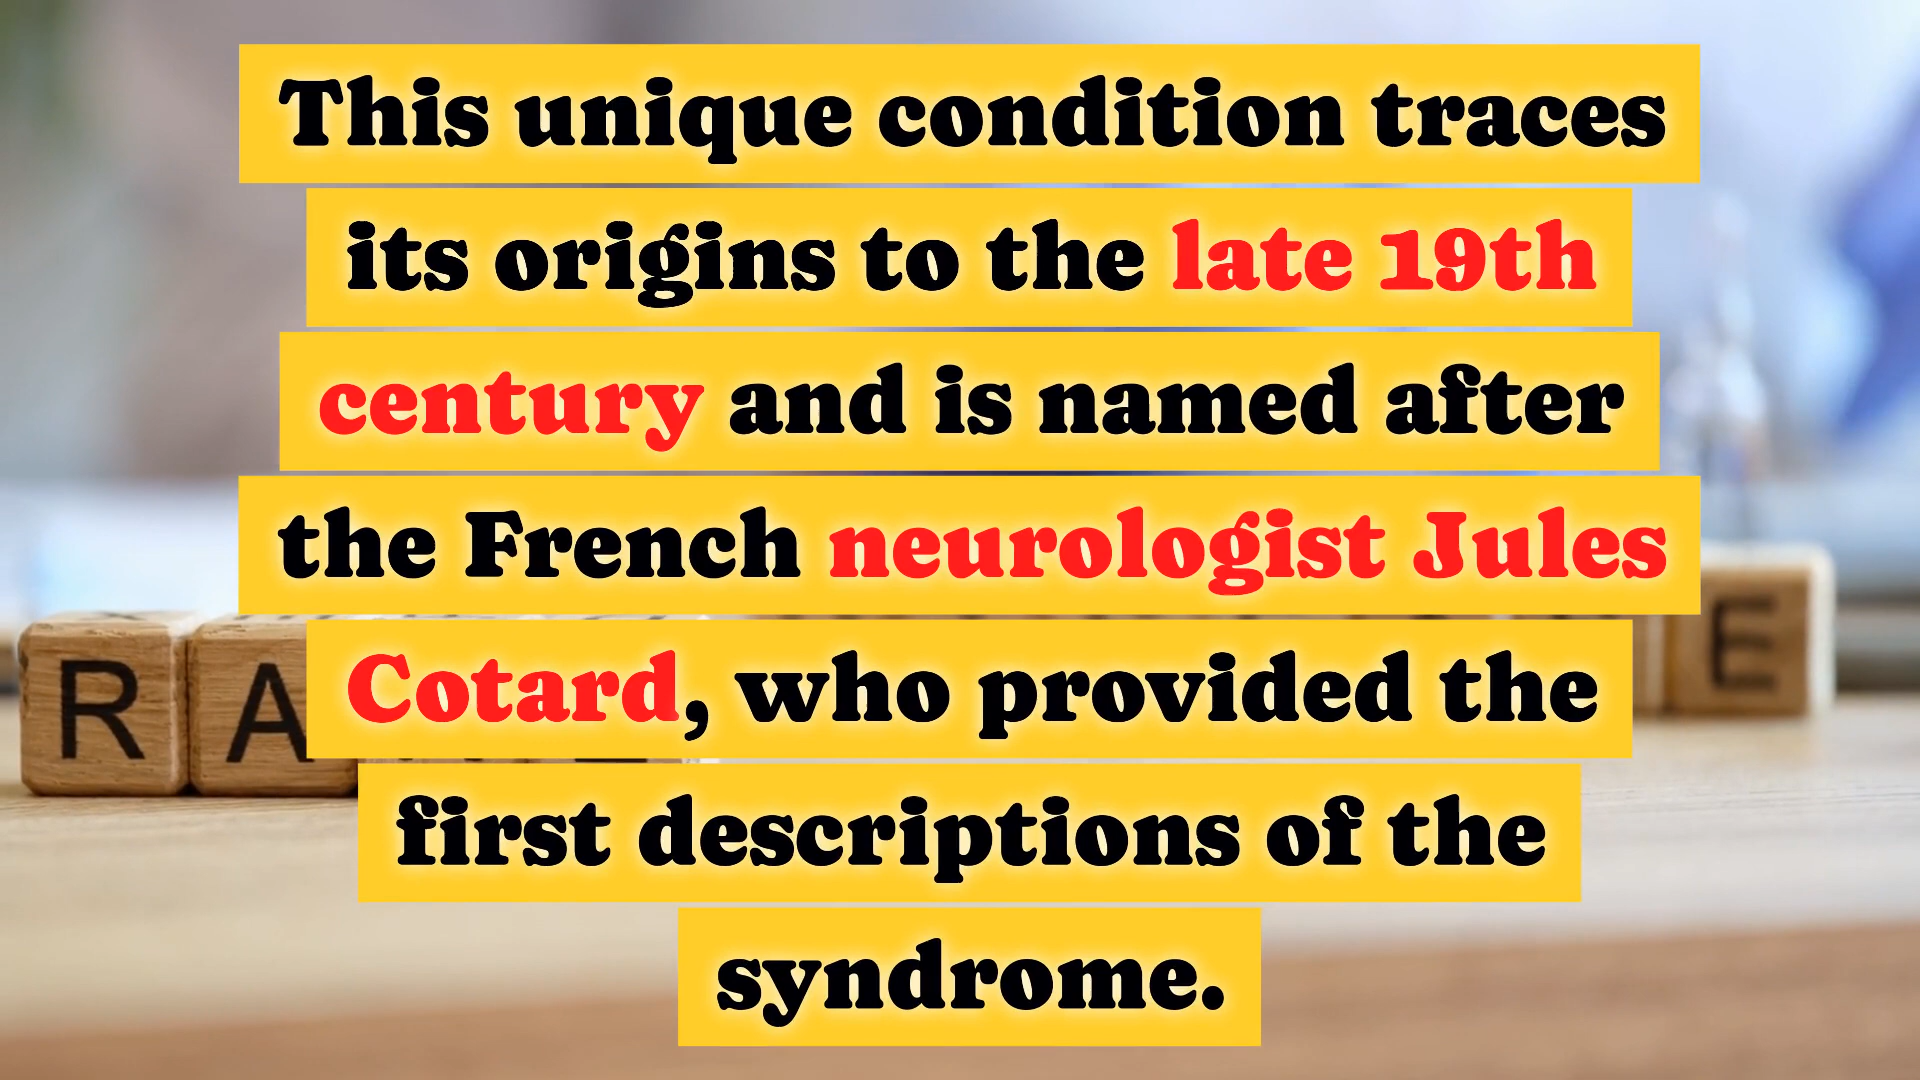 This unique condition traces
its origins to the late 19th
century and is named after
the French neurologist Jules
Cotard, who provided the
first descriptions of the
syndrome.
R A
E